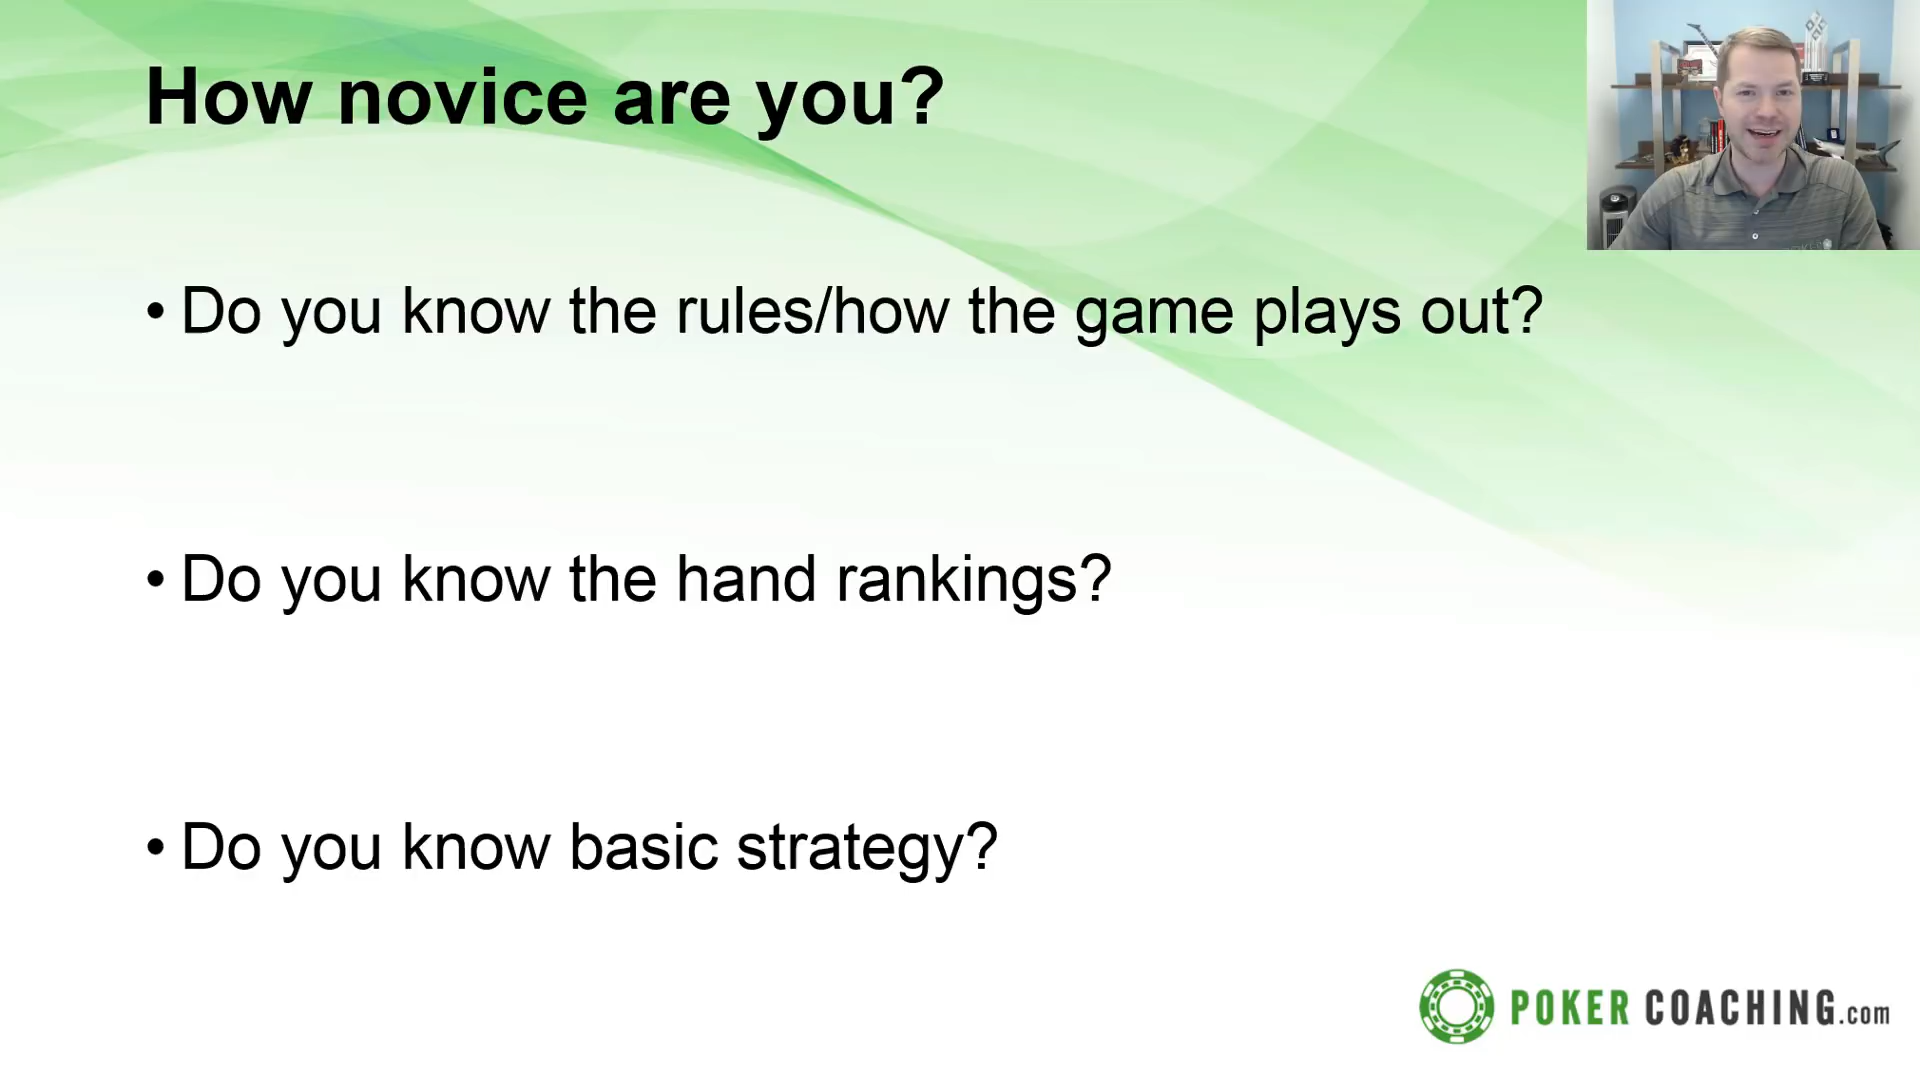 How novice are you?
• Do you know the rules/how the game plays out?
• Do you know the hand rankings?
• Do you know basic strategy?
POKER COACHING.com